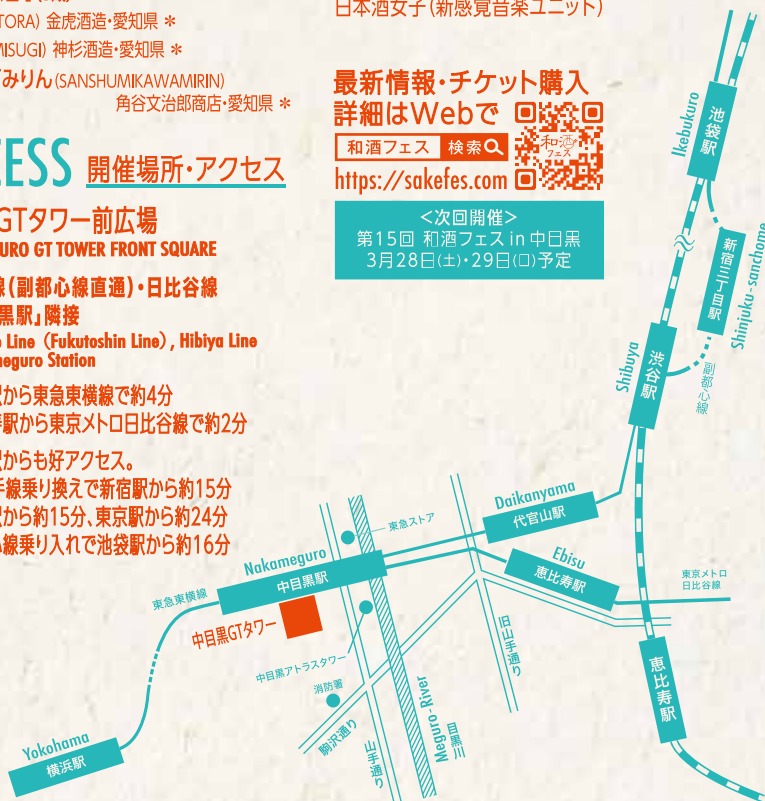 TORA) 金虎酒造・愛知県 *
MISUGI) 神杉酒造・愛知県 *
みりん (SANSHUMIKAWAMIRIN)
角谷文治郎商店・愛知県 *
日本酒女子 (新感覚音楽ユニット)
最新情報・チケット購入
詳細はWebで
和酒フェス 検索
和酒
フェス
https://sakefes.com
<次回開催>
第15回 和酒フェス in 中目黒
3月28日(土)・29日(日)予定
ESS 開催場所・アクセス
GTタワー前広場
URO GT TOWER FRONT SQUARE
線(副都心線直通)・日比谷線
黒駅」隣接
Line (Fukutoshin Line) , Hibiya Line
meguro Station
駅から東急東横線で約4分
駅から東京メトロ日比谷線で約2分
駅からも好アクセス。
手線乗り換えで新宿駅から約15分
駅から約15分、東京駅から約24分
線乗り入れで池袋駅から約16分
Ikebukuro
池袋駅
新宿三丁目駅
Shinjuku-sanchome
Shibuya
渋谷駅
副都心線
Daikanyama
代官山駅
東急ストア
Nakameguro
中目黒駅
Ebisu
恵比寿駅
東京メトロ
日比谷線
東急東横線
中目黒GTタワー
中目黒アトラスタワー
旧山手通り
消防署
駒沢通り
山手通り
Meguro-River
目黒川
恵比寿駅
Yokohama
横浜駅